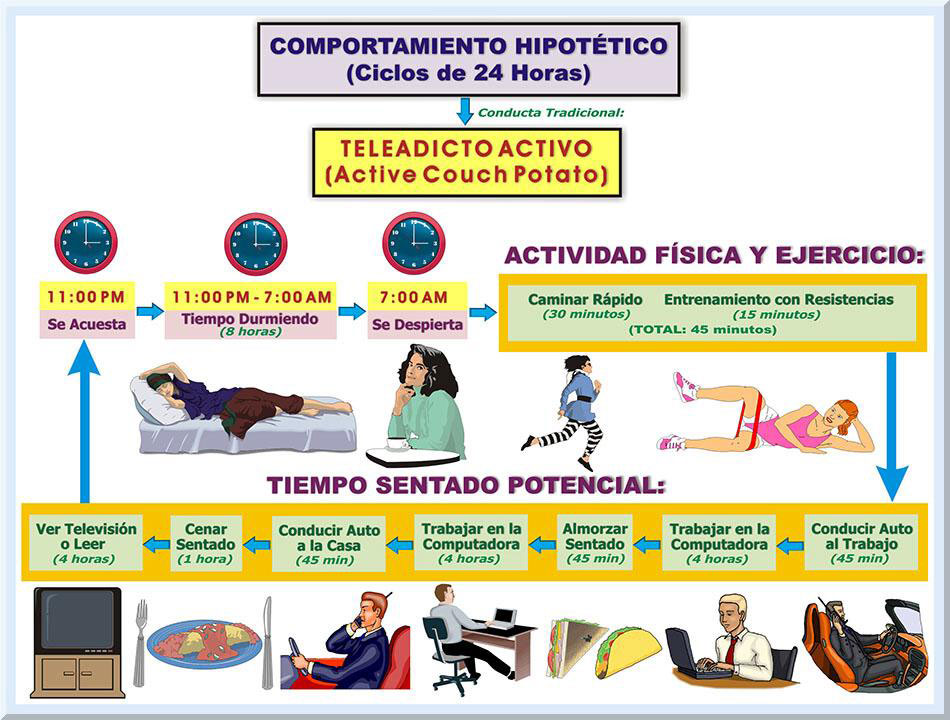 COMPORTAMIENTO HIPOTÉTICO
(Ciclos de 24 Horas)
Conducta Tradicional:
TELEADICTO ACTIVO
(Active Couch Potato)
11:00 PM
Se Acuesta
11:00 PM - 7:00 AM
Tiempo Durmiendo
(8 horas)
7:00 AM
Se Despierta
ACTIVIDAD FÍSICA Y EJERCICIO:
Caminar Rápido
(30 minutos)
Entrenamiento con Resistencias
(15 minutos)
(TOTAL: 45 minutos)
TIEMPO SENTADO POTENCIAL:
Ver Televisión
o Leer
(4 horas)
Cenar
Sentado
(1 hora)
Conducir Auto
a la Casa
(45 min)
Trabajar en la
Computadora
(4 horas)
Almorzar
Sentado
(45 min)
Trabajar en la
Computadora
(4 horas)
Conducir Auto
al Trabajo
(45 min)